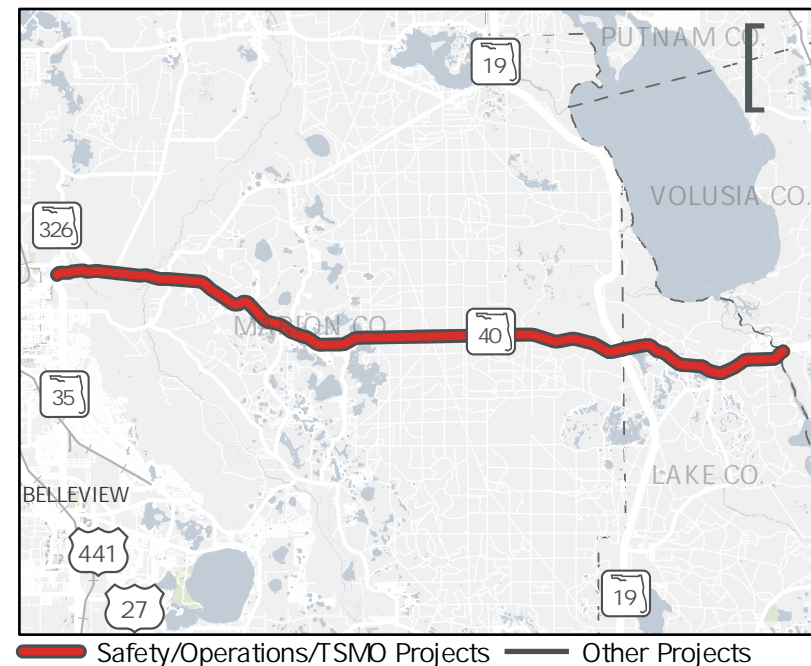 PUTNAM CO.
19
VOLUSIA CO.
326
MARION CO.
40
35
LAKE CO.
BELLEVIEW
441
19
27
Safety/Operations/TSMO Projects
Other Projects